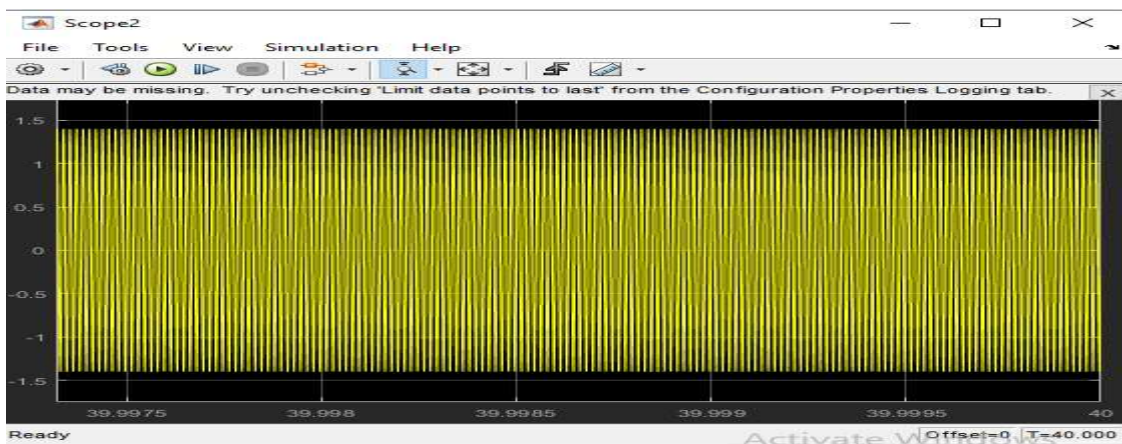 Scope2
File Tools View Simulation Help
Data may be missing. Try unchecking 'Limit data points to last' from the Configuration Properties Logging tab.
1.5
1
0.5
0
-0.5
-1
-1.5
39.9975 39.998 39.9985 39.999 39.9995 40
Ready Offset=0 T=40.000
Activate Windows